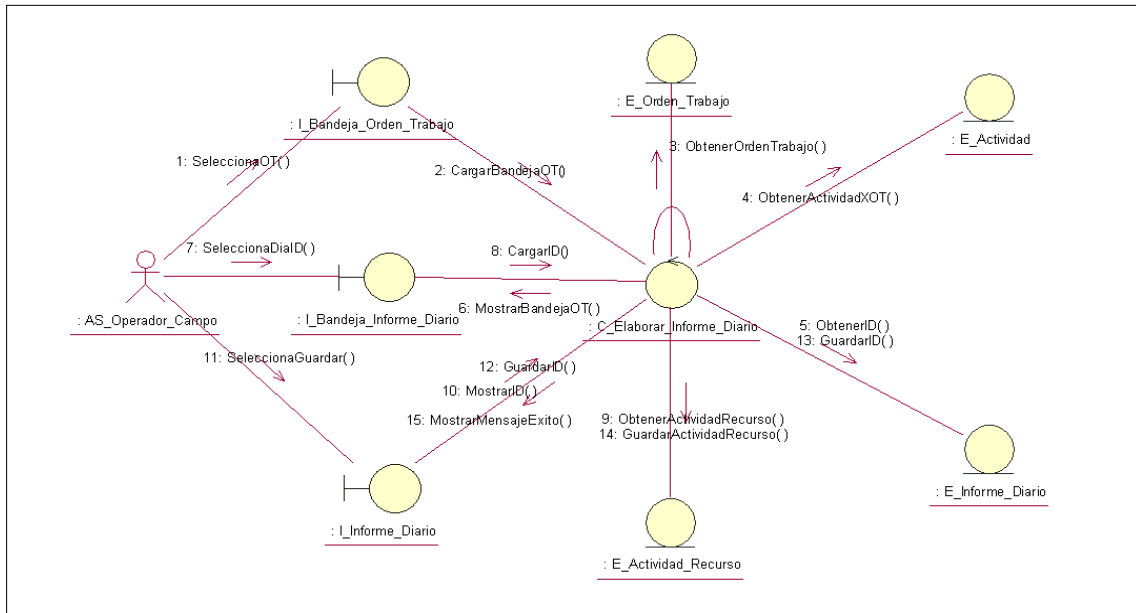 : E_Orden_Trabajo
: I_Bandeja_Orden_Trabajo
: E_Actividad
1: SeleccionaOT()
2: CargarBandejaOT()
3: ObtenerOrdenTrabajo()
4: ObtenerActividadXOT()
7: SeleccionaDiaID()
8: CargarID()
6: MostrarBandejaOT()
: AS_Operador_Campo
: I_Bandeja_Informe_Diario
: C_Elaborar_Informe_Diario
5: ObtenerID()
13: GuardarID()
11: SeleccionaGuardar()
12: GuardarID()
10: MostrarID()
15: MostrarMensajeExito()
9: ObtenerActividadRecurso()
14: GuardarActividadRecurso()
: E_Informe_Diario
: I_Informe_Diario
: E_Actividad_Recurso